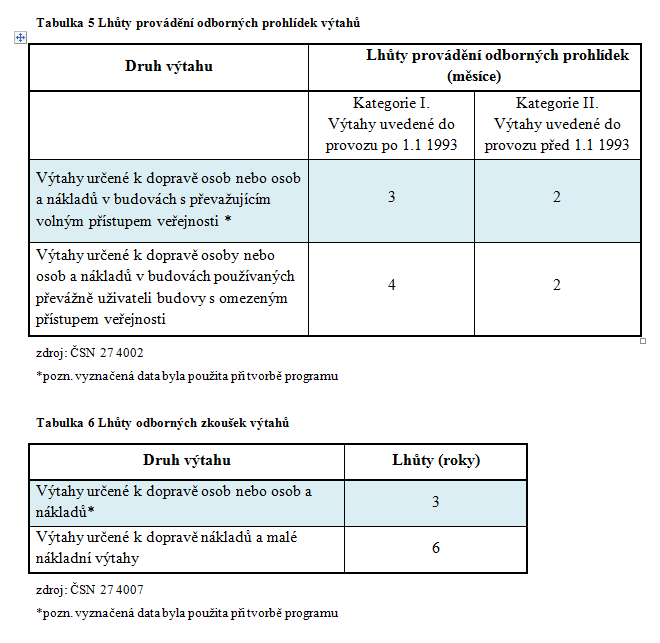 Tabulka 5 Lhůty provádění odborných prohlídek výtahů
Druh výtahu
Lhůty provádění odborných prohlídek
(měsíce)
Kategorie I.
Výtahy uvedené do
provozu po 1.1 1993
Kategorie II.
Výtahy uvedené do
provozu před 1.1 1993
Výtahy určené k dopravě osob nebo osob
a nákladů v budovách s převažujícím
volným přístupem veřejnosti *
3
2
Výtahy určené k dopravě osoby nebo
osob a nákladů v budovách používaných
převážně uživateli budovy s omezeným
přístupem veřejnosti
4
2
zdroj: ČSN 27 4002
*pozn. vyznačená data byla použita při tvorbě programu
Tabulka 6 Lhůty odborných zkoušek výtahů
Druh výtahu
Lhůty (roky)
Výtahy určené k dopravě osob nebo osob a
nákladů*
3
Výtahy určené k dopravě nákladů a malé
nákladní výtahy
6
zdroj: ČSN 27 4007
*pozn. vyznačená data byla použita při tvorbě programu